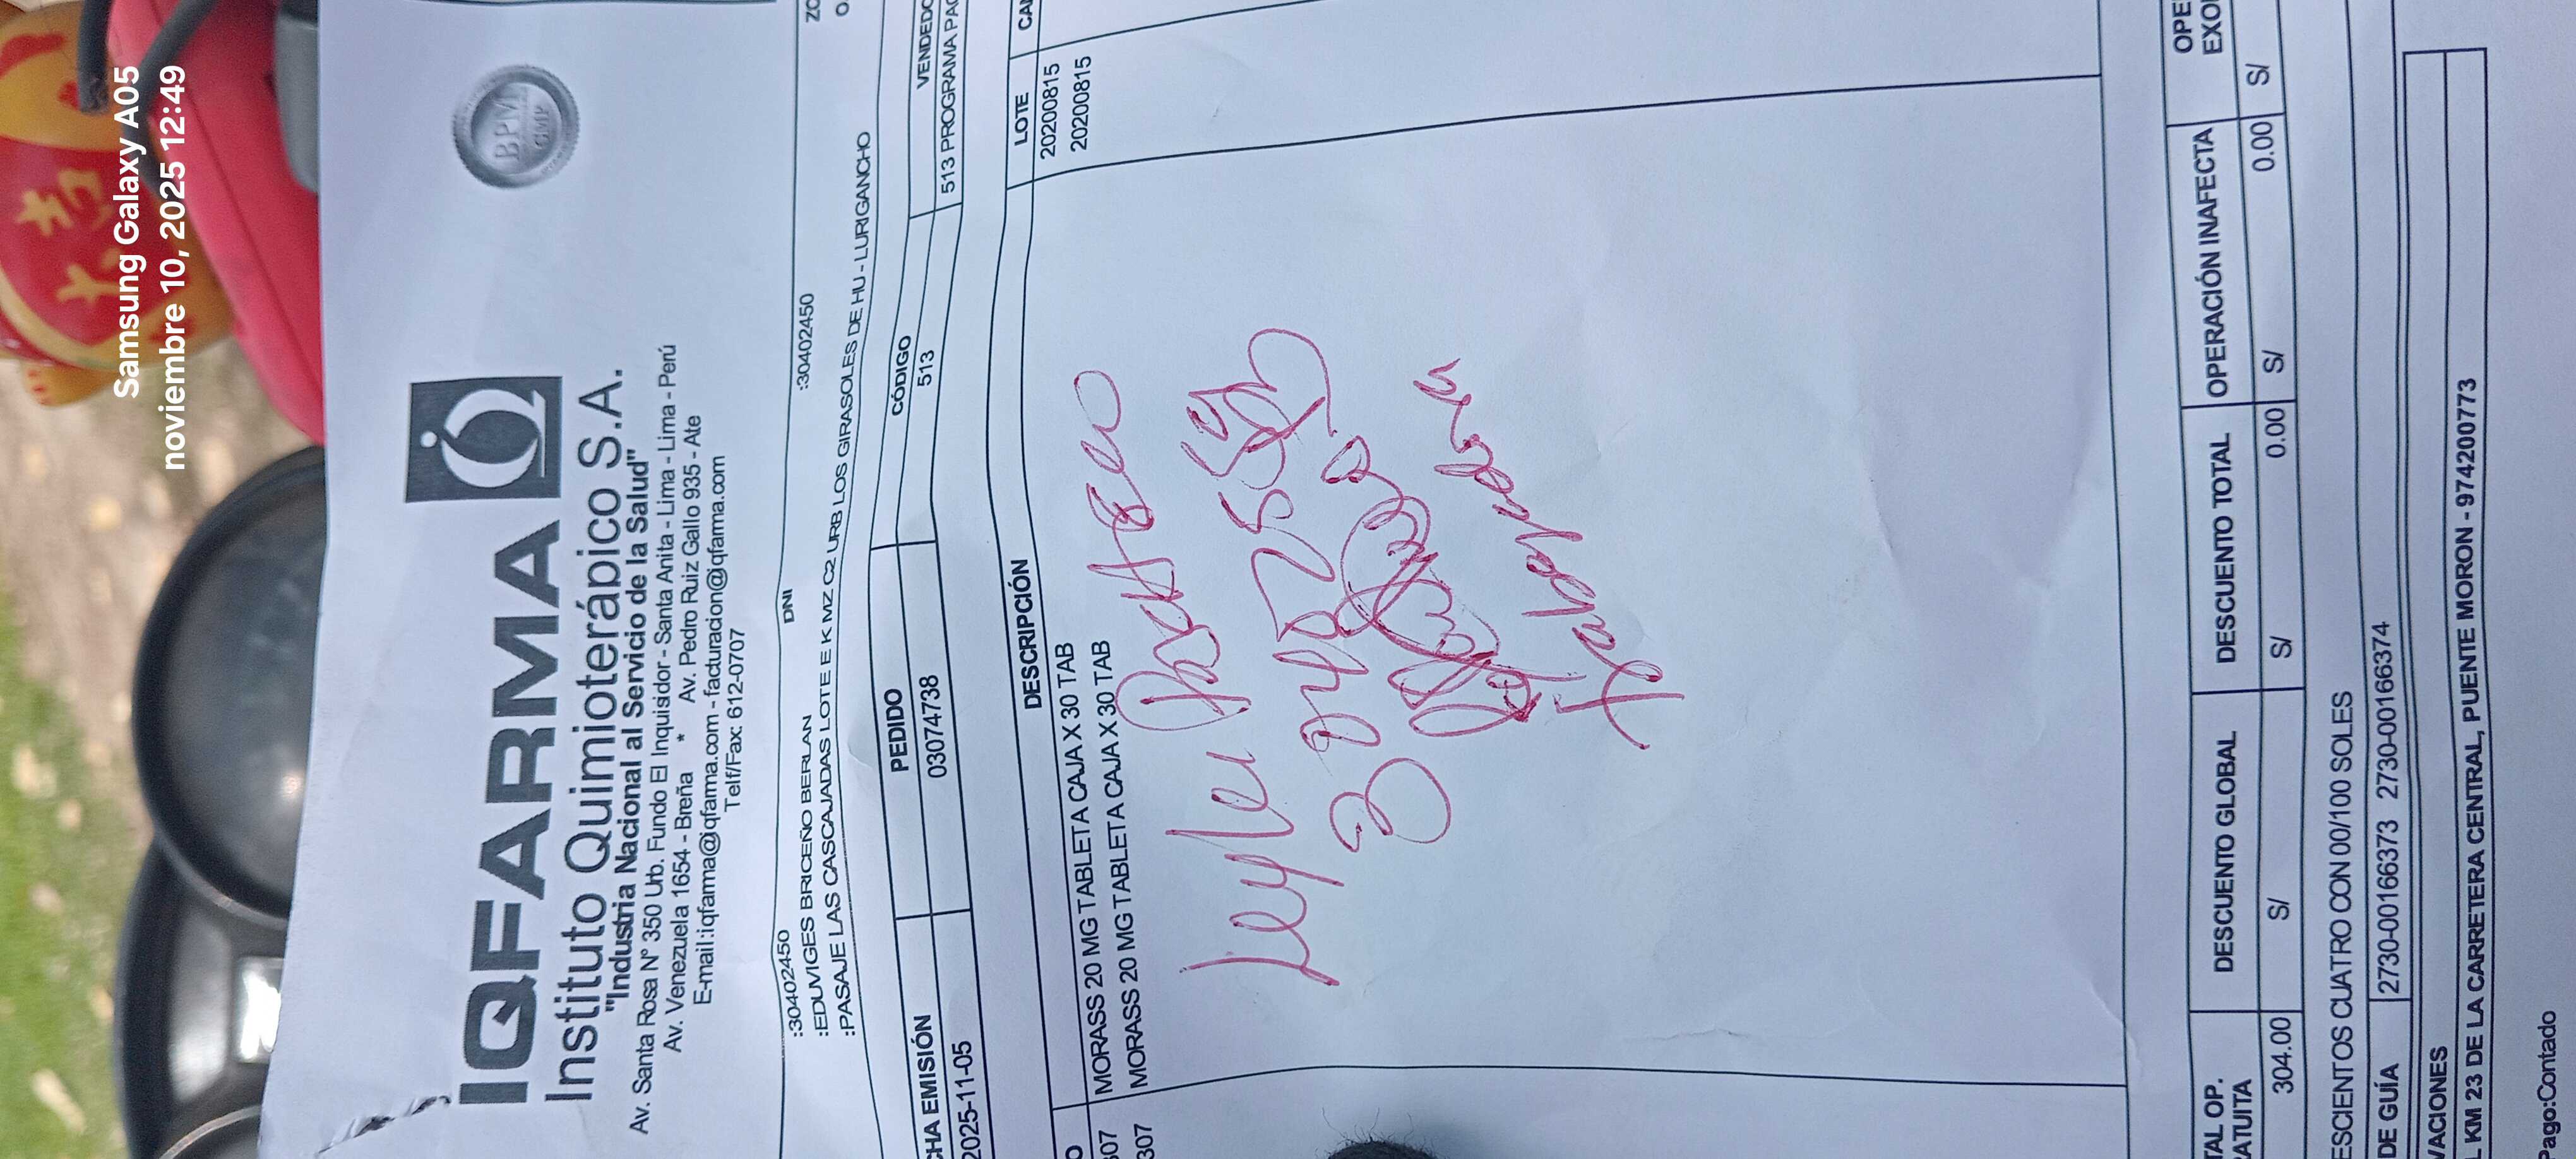 Samsung Galaxy A05
noviembre 10, 2025 12:49
IQFARMA
Instituto Quimioterápico S.A.
"Industria Nacional al Servicio de la Salud"
Av. Santa Rosa Nº 350 Urb. Fundo El Inquisidor - Santa Anita - Lima - Lima - Perú
Av. Venezuela 1654 - Breña * Av. Pedro Ruiz Gallo 935 - Ate
E-mail:iqfarma@qfarma.com - facturacion@qfarma.com
Telf/Fax: 612-0707
BPM
GMP
:30402450 DNI :30402450
:EDUVIGES BRICEÑO BERLAN
:PASAJE LAS CASCAJADAS LOTE E K MZ C2 URB LOS GIRASOLES DE HU - LURIGANCHO
CHA EMISIÓN PEDIDO CÓDIGO VENDEDO
2025-11-05 03074738 513 513 PROGRAMA PAC
DESCRIPCIÓN LOTE
307 MORASS 20 MG TABLETA CAJA X 30 TAB 20200815
307 MORASS 20 MG TABLETA CAJA X 30 TAB 20200815
TAL OP. DESCUENTO GLOBAL DESCUENTO TOTAL OPERACIÓN INAFECTA OPE
ATUITA EXO
304.00 S/ S/ 0.00 S/ 0.00 S/
ESCIENTOS CUATRO CON 00/100 SOLES
DE GUÍA 2730-00166373 2730-00166374
VACIONES
L KM 23 DE LA CARRETERA CENTRAL, PUENTE MORON - 974200773
Pago:Contado